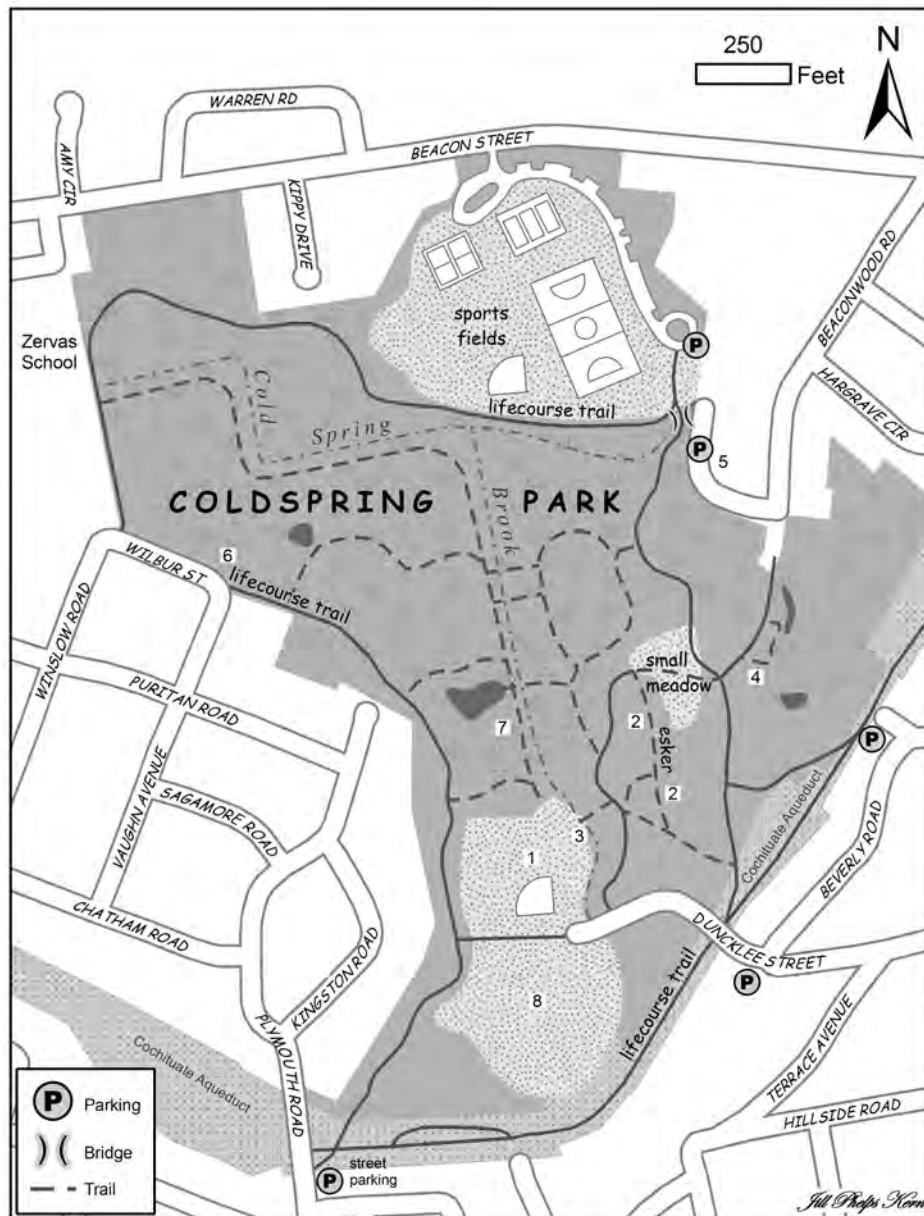 250
Feet
N
WARREN RD
BEACON STREET
AMY CIR
KIPPY DRIVE
BEACONWOOD RD
sports
fields
P
Zervas
School
HARGRAVE CIR
lifecourse trail
Cold
Spring
P
5
COLDSPRING PARK
Brook
6
WILBUR ST
lifecourse trail
WINSLOW ROAD
small
meadow
4
PURITAN ROAD
2
7
esker
P
VAUGHN AVENUE
SAGAMORE ROAD
2
Cochituate Aqueduct
3
1
BEVERLY ROAD
CHATHAM ROAD
DUNCKLEE STREET
KINGSTON ROAD
P
8
lifecourse trail
PLYMOUTH ROAD
Cochituate Aqueduct
TERRACE AVENUE
HILLSIDE ROAD
P Parking
Bridge
Trail
P
street
parking
Jill Phelps Kern